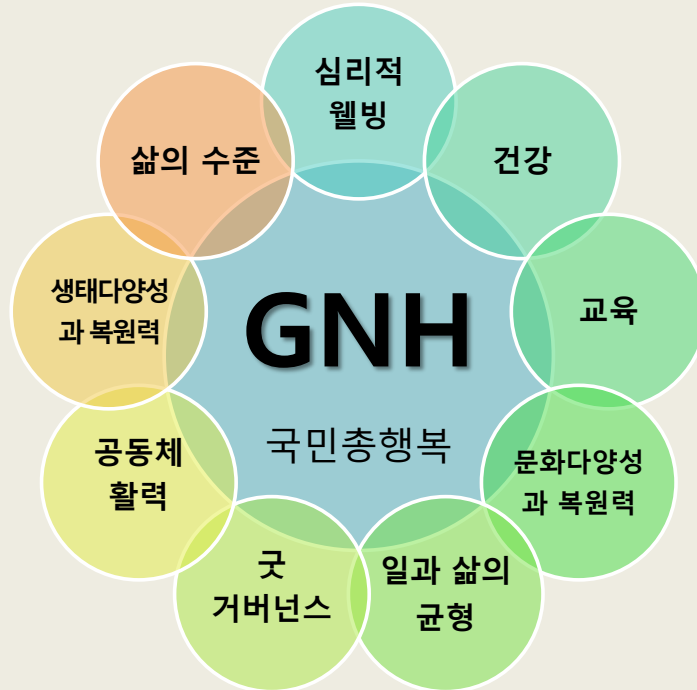 심리적
웰빙
건강
교육
문화다양성
과 복원력
일과 삶의
균형
굿
거버넌스
공동체
활력
생태다양성
과 복원력
삶의 수준
GNH
국민총행복